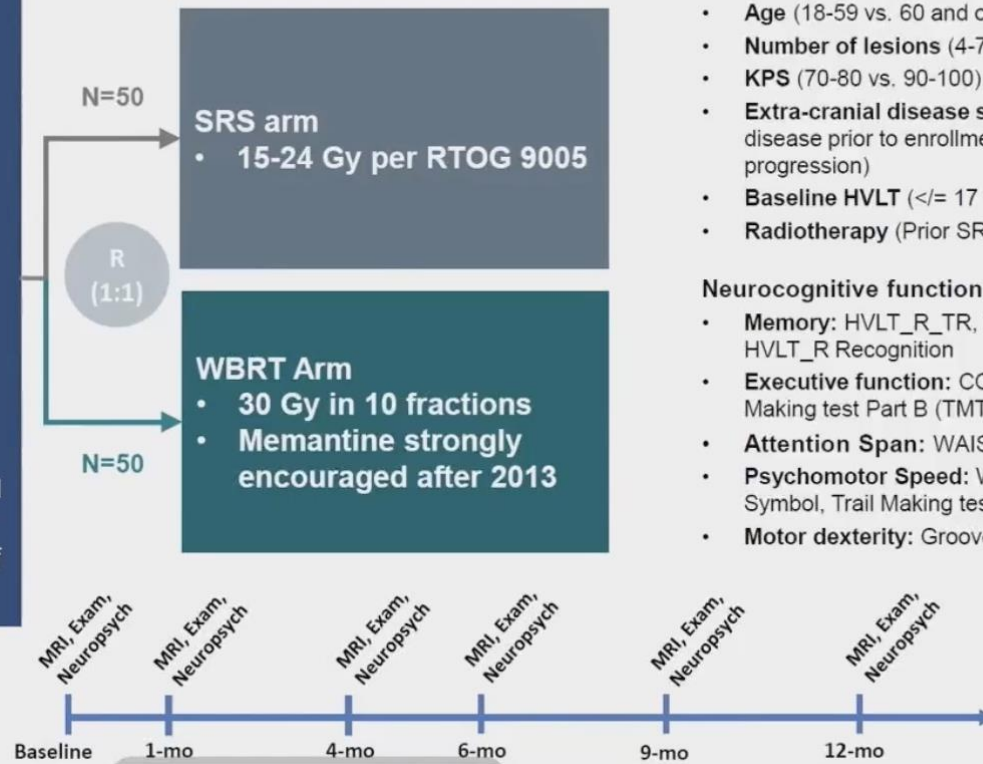 N=50
SRS arm
• 15-24 Gy per RTOG 9005
R
(1:1)
WBRT Arm
• 30 Gy in 10 fractions
• Memantine strongly
encouraged after 2013
N=50
• Age (18-59 vs. 60 and
• Number of lesions (4-7
• KPS (70-80 vs. 90-100)
• Extra-cranial disease
disease prior to
progression)
• Baseline HVLT (</= 17
• Radiotherapy (Prior
Neurocognitive function
• Memory: HVLT_R_TR,
HVLT_R Recognition
• Executive function:
Making test Part B (TMT
• Attention Span: WAIS
• Psychomotor Speed:
Symbol, Trail Making
• Motor dexterity:
MRI, Exam,
Neuropsych
MRI, Exam,
Neuropsych
MRI, Exam,
Neuropsych
MRI, Exam,
Neuropsych
MRI, Exam,
Neuropsych
MRI, Exam,
Neuropsych
Baseline
1-mo
4-mo
6-mo
9-mo
12-mo